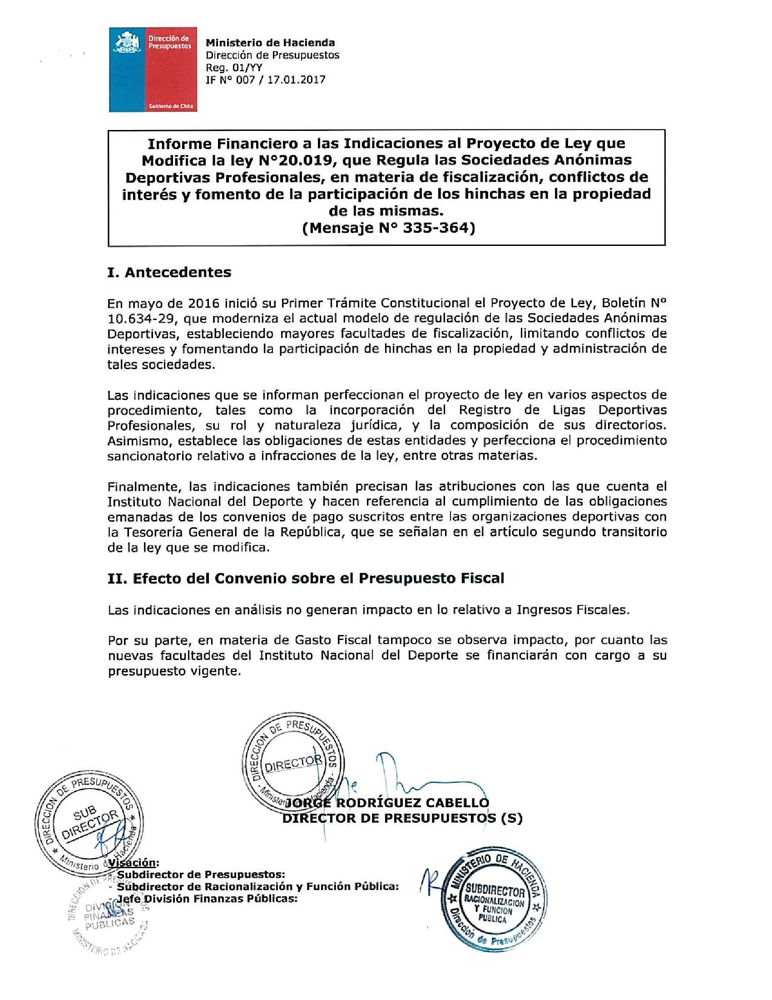 Dirección de
Presupuestos
Gobierno de Chile
Ministerio de Hacienda
Dirección de Presupuestos
Reg. 01/YY
IF Nº 007 / 17.01.2017
Informe Financiero a las Indicaciones al Proyecto de Ley que
Modifica la ley N°20.019, que Regula las Sociedades Anónimas
Deportivas Profesionales, en materia de fiscalización, conflictos de
interés y fomento de la participación de los hinchas en la propiedad
de las mismas.
(Mensaje N° 335-364)
I. Antecedentes
En mayo de 2016 inició su Primer Trámite Constitucional el Proyecto de Ley, Boletín Nº
10.634-29, que moderniza el actual modelo de regulación de las Sociedades Anónimas
Deportivas, estableciendo mayores facultades de fiscalización, limitando conflictos de
intereses y fomentando la participación de hinchas en la propiedad y administración de
tales sociedades.
Las indicaciones que se informan perfeccionan el proyecto de ley en varios aspectos de
procedimiento, tales como la incorporación del Registro de Ligas Deportivas
Profesionales, su rol y naturaleza jurídica, y la composición de sus directorios.
Asimismo, establece las obligaciones de estas entidades y perfecciona el procedimiento
sancionatorio relativo a infracciones de la ley, entre otras materias.
Finalmente, las indicaciones también precisan las atribuciones con las que cuenta el
Instituto Nacional del Deporte y hacen referencia al cumplimiento de las obligaciones
emanadas de los convenios de pago suscritos entre las organizaciones deportivas con
la Tesorería General de la República, que se señalan en el artículo segundo transitorio
de la ley que se modifica.
II. Efecto del Convenio sobre el Presupuesto Fiscal
Las indicaciones en análisis no generan impacto en lo relativo a Ingresos Fiscales.
Por su parte, en materia de Gasto Fiscal tampoco se observa impacto, por cuanto las
nuevas facultades del Instituto Nacional del Deporte se financiarán con cargo a su
presupuesto vigente.
DIRECCION DE PRESUPUESTOS
DIRECTOR
- Ministerio de Hacienda -
JORGE RODRÍGUEZ CABELLO
DIRECTOR DE PRESUPUESTOS (S)
DIRECCION DE PRESUPUESTOS
SUB
DIRECTOR
Ministerio de Hacienda
Visación:
- Subdirector de Presupuestos:
- Subdirector de Racionalización y Función Pública:
- Jefe División Finanzas Públicas:
DIRECCION DE PRESUPUESTOS
DIVISION
FINANZAS
PUBLICAS
MINISTERIO DE HACIENDA
MINISTERIO DE HACIENDA
SUBDIRECTOR
RACIONALIZACION
Y FUNCION
PUBLICA
Dirección de Presupuestos